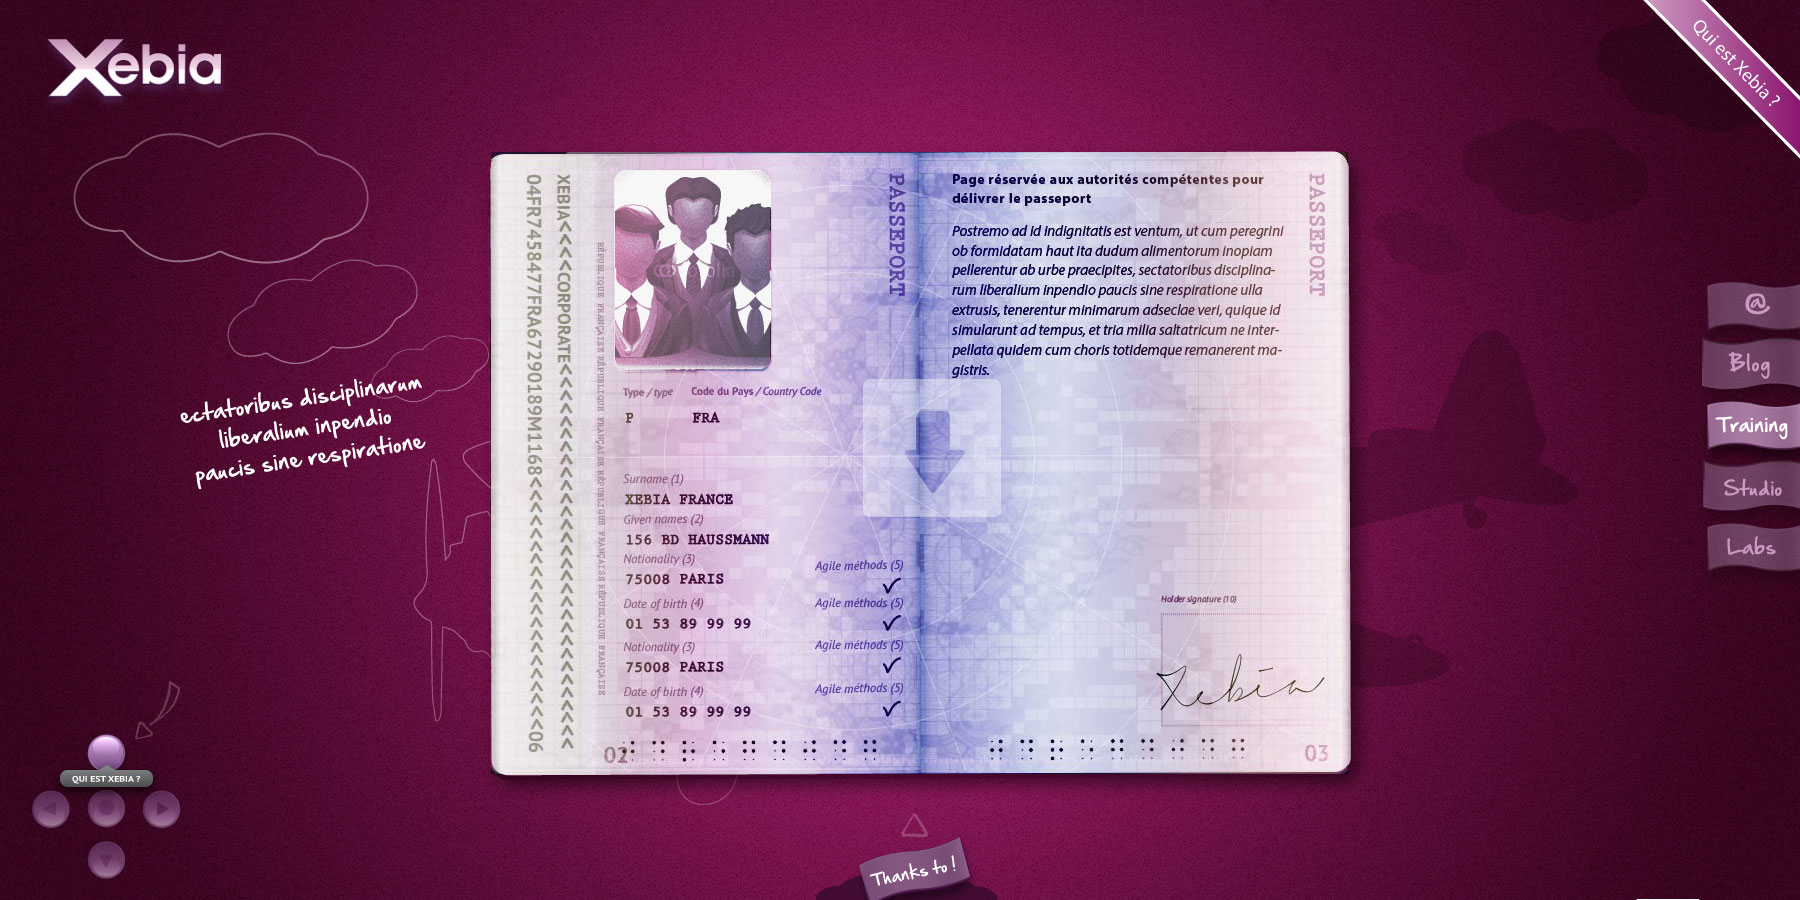 Xebia
Qui est Xebia ?
ectatoribus disciplinarum
liberalium inpendio
paucis sine respiratione
QUI EST XEBIA ?
04FR7458477FRA67290189M1168<<<<<<<<<<<<<<<<<<<<<06
XEBIA<<<<CORPORATE<<<<<<<<<<<<<<<<<<<<<<<<<<<<<<
RÉPUBLIQUE FRANÇAISE RÉPUBLIQUE FRANÇAISE RÉPUBLIQUE FRANÇAISE RÉPUBLIQUE FRANÇAISE
PASSEPORT
Type / type Code du Pays / Country Code
P FRA
Surname (1)
XEBIA FRANCE
Given names (2)
156 BD HAUSSMANN
Nationality (3)
75008 PARIS
Agile méthods (5)
Date of birth (4)
Agile méthods (5)
01 53 89 99 99
Nationality (3)
Agile méthods (5)
75008 PARIS
Date of birth (4)
Agile méthods (5)
01 53 89 99 99
02
Page réservée aux autorités compétentes pour
délivrer le passeport
Postremo ad id indignitatis est ventum, ut cum peregrini
ob formidatam haut ita dudum alimentorum inopiam
pellerentur ab urbe praecipites, sectatoribus disciplina-
rum liberalium inpendio paucis sine respiratione ulla
extrusis, tenerentur minimarum adseclae veri, quique id
simularunt ad tempus, et tria milia saltatricum ne inter-
pellata quidem cum choris totidemque remanerent ma-
gistris.
PASSEPORT
Holder signature (10)
Xebia
03
@
Blog
Training
Studio
Labs
Thanks to !